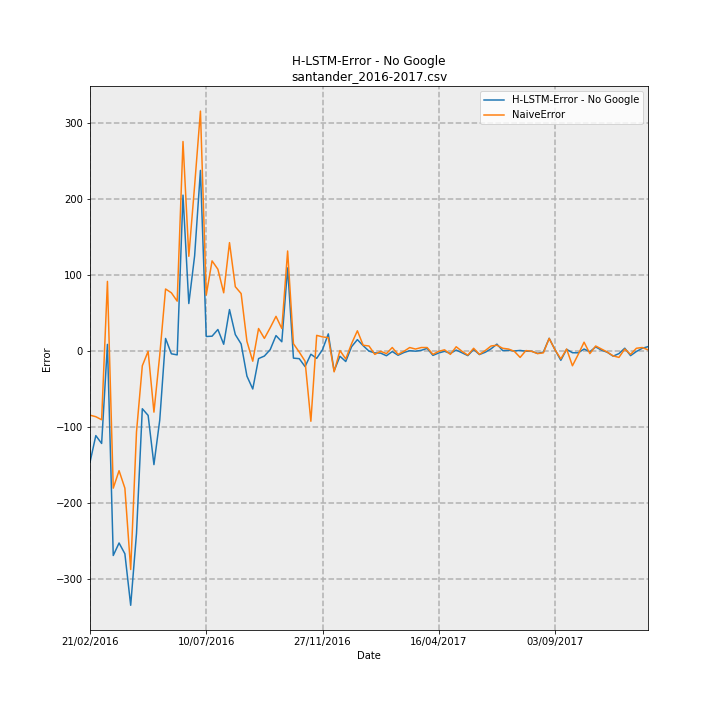 H-LSTM-Error - No Google
santander_2016-2017.csv
H-LSTM-Error - No Google
NaiveError
Error
300
200
100
0
−100
−200
−300
21/02/2016
10/07/2016
27/11/2016
16/04/2017
03/09/2017
Date